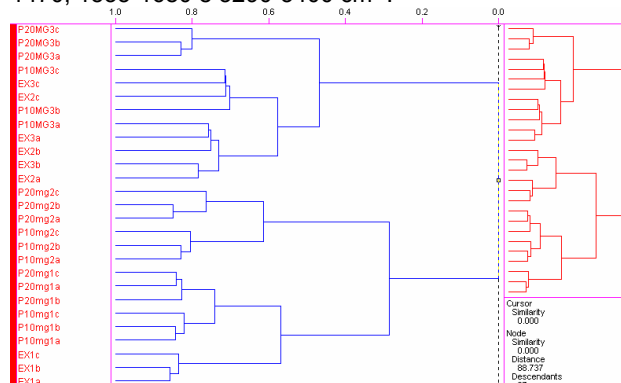 1.0 0.8 0.6 0.4 0.2 0.0
P20MG3c
P20MG3b
P20MG3a
P10MG3c
EX3c
EX2c
P10MG3b
P10MG3a
EX3a
EX2b
EX3b
EX2a
P20mg2c
P20mg2b
P20mg2a
P10mg2c
P10mg2b
P10mg2a
P20mg1c
P20mg1a
P20mg1b
P10mg1c
P10mg1b
P10mg1a
EX1c
EX1b
EX1a
Cursor
Similarity
0.000
Node
Similarity
0.000
Distance
88.737
Descendants